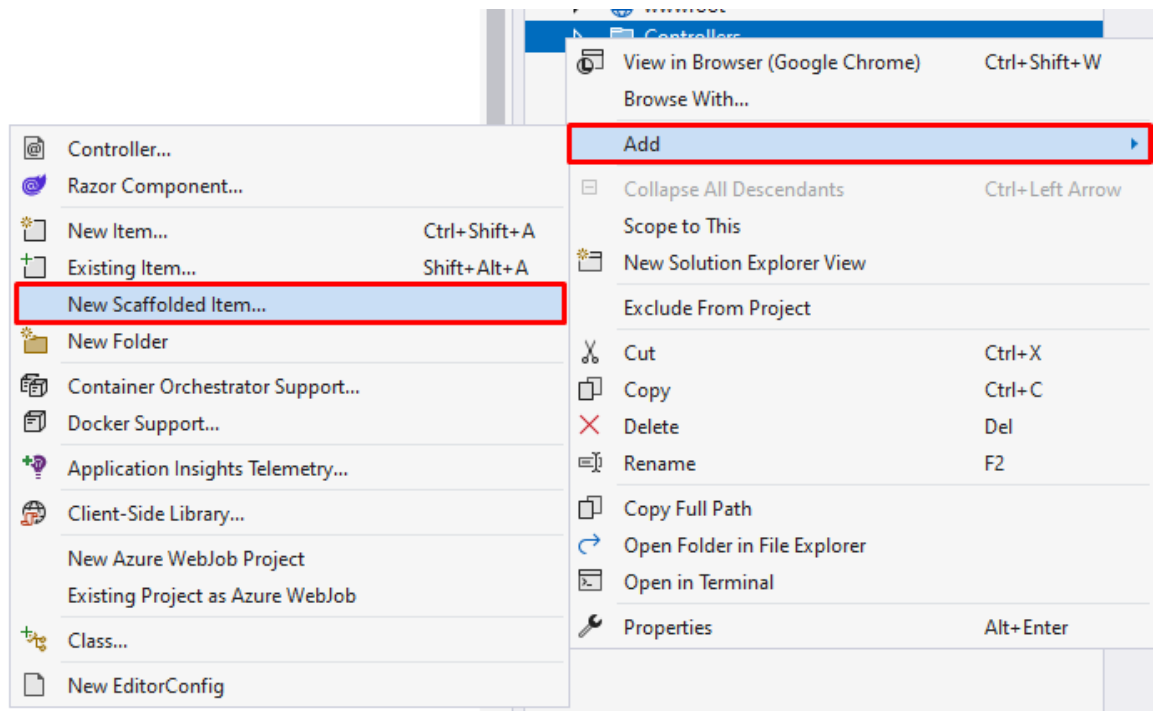 wwwroot
Controllers
View in Browser (Google Chrome) Ctrl+Shift+W
Browse With...
Add
Collapse All Descendants Ctrl+Left Arrow
Scope to This
New Solution Explorer View
Exclude From Project
Cut Ctrl+X
Copy Ctrl+C
Delete Del
Rename F2
Copy Full Path
Open Folder in File Explorer
Open in Terminal
Properties Alt+Enter
Controller...
Razor Component...
New Item... Ctrl+Shift+A
Existing Item... Shift+Alt+A
New Scaffolded Item...
New Folder
Container Orchestrator Support...
Docker Support...
Application Insights Telemetry...
Client-Side Library...
New Azure WebJob Project
Existing Project as Azure WebJob
Class...
New EditorConfig